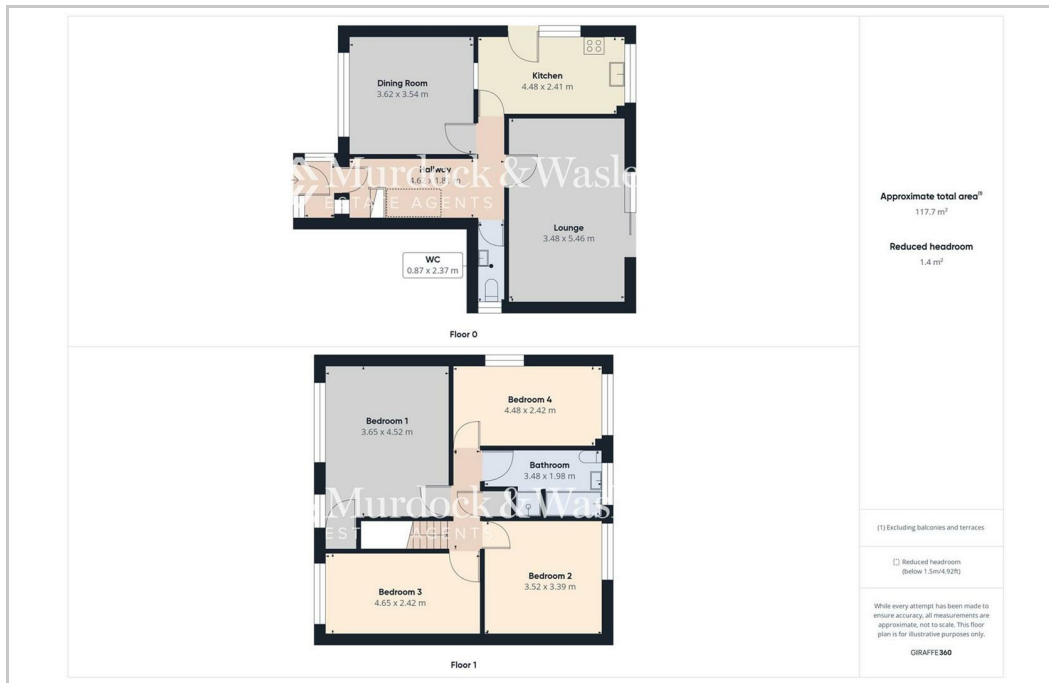 Dining Room
3.62 x 3.54 m
Kitchen
4.48 x 2.41 m
Hallway
Murdock & Wasle
ESTATE AGENTS
Lounge
3.48 x 5.46 m
WC
0.87 x 2.37 m
Floor 0
Bedroom 1
3.65 x 4.52 m
Bedroom 4
4.48 x 2.42 m
Bathroom
3.48 x 1.98 m
Murdock & Wasle
ESTATE AGENTS
Bedroom 2
3.52 x 3.39 m
Bedroom 3
4.65 x 2.42 m
Floor 1
Approximate total area(1)
117.7 m²
Reduced headroom
1.4 m²
(1) Excluding balconies and terraces
Reduced headroom
(below 1.5m/4.92ft)
While every attempt has been made to
ensure accuracy, all measurements are
approximate, not to scale. This floor
plan is for illustrative purposes only.
GIRAFFE360